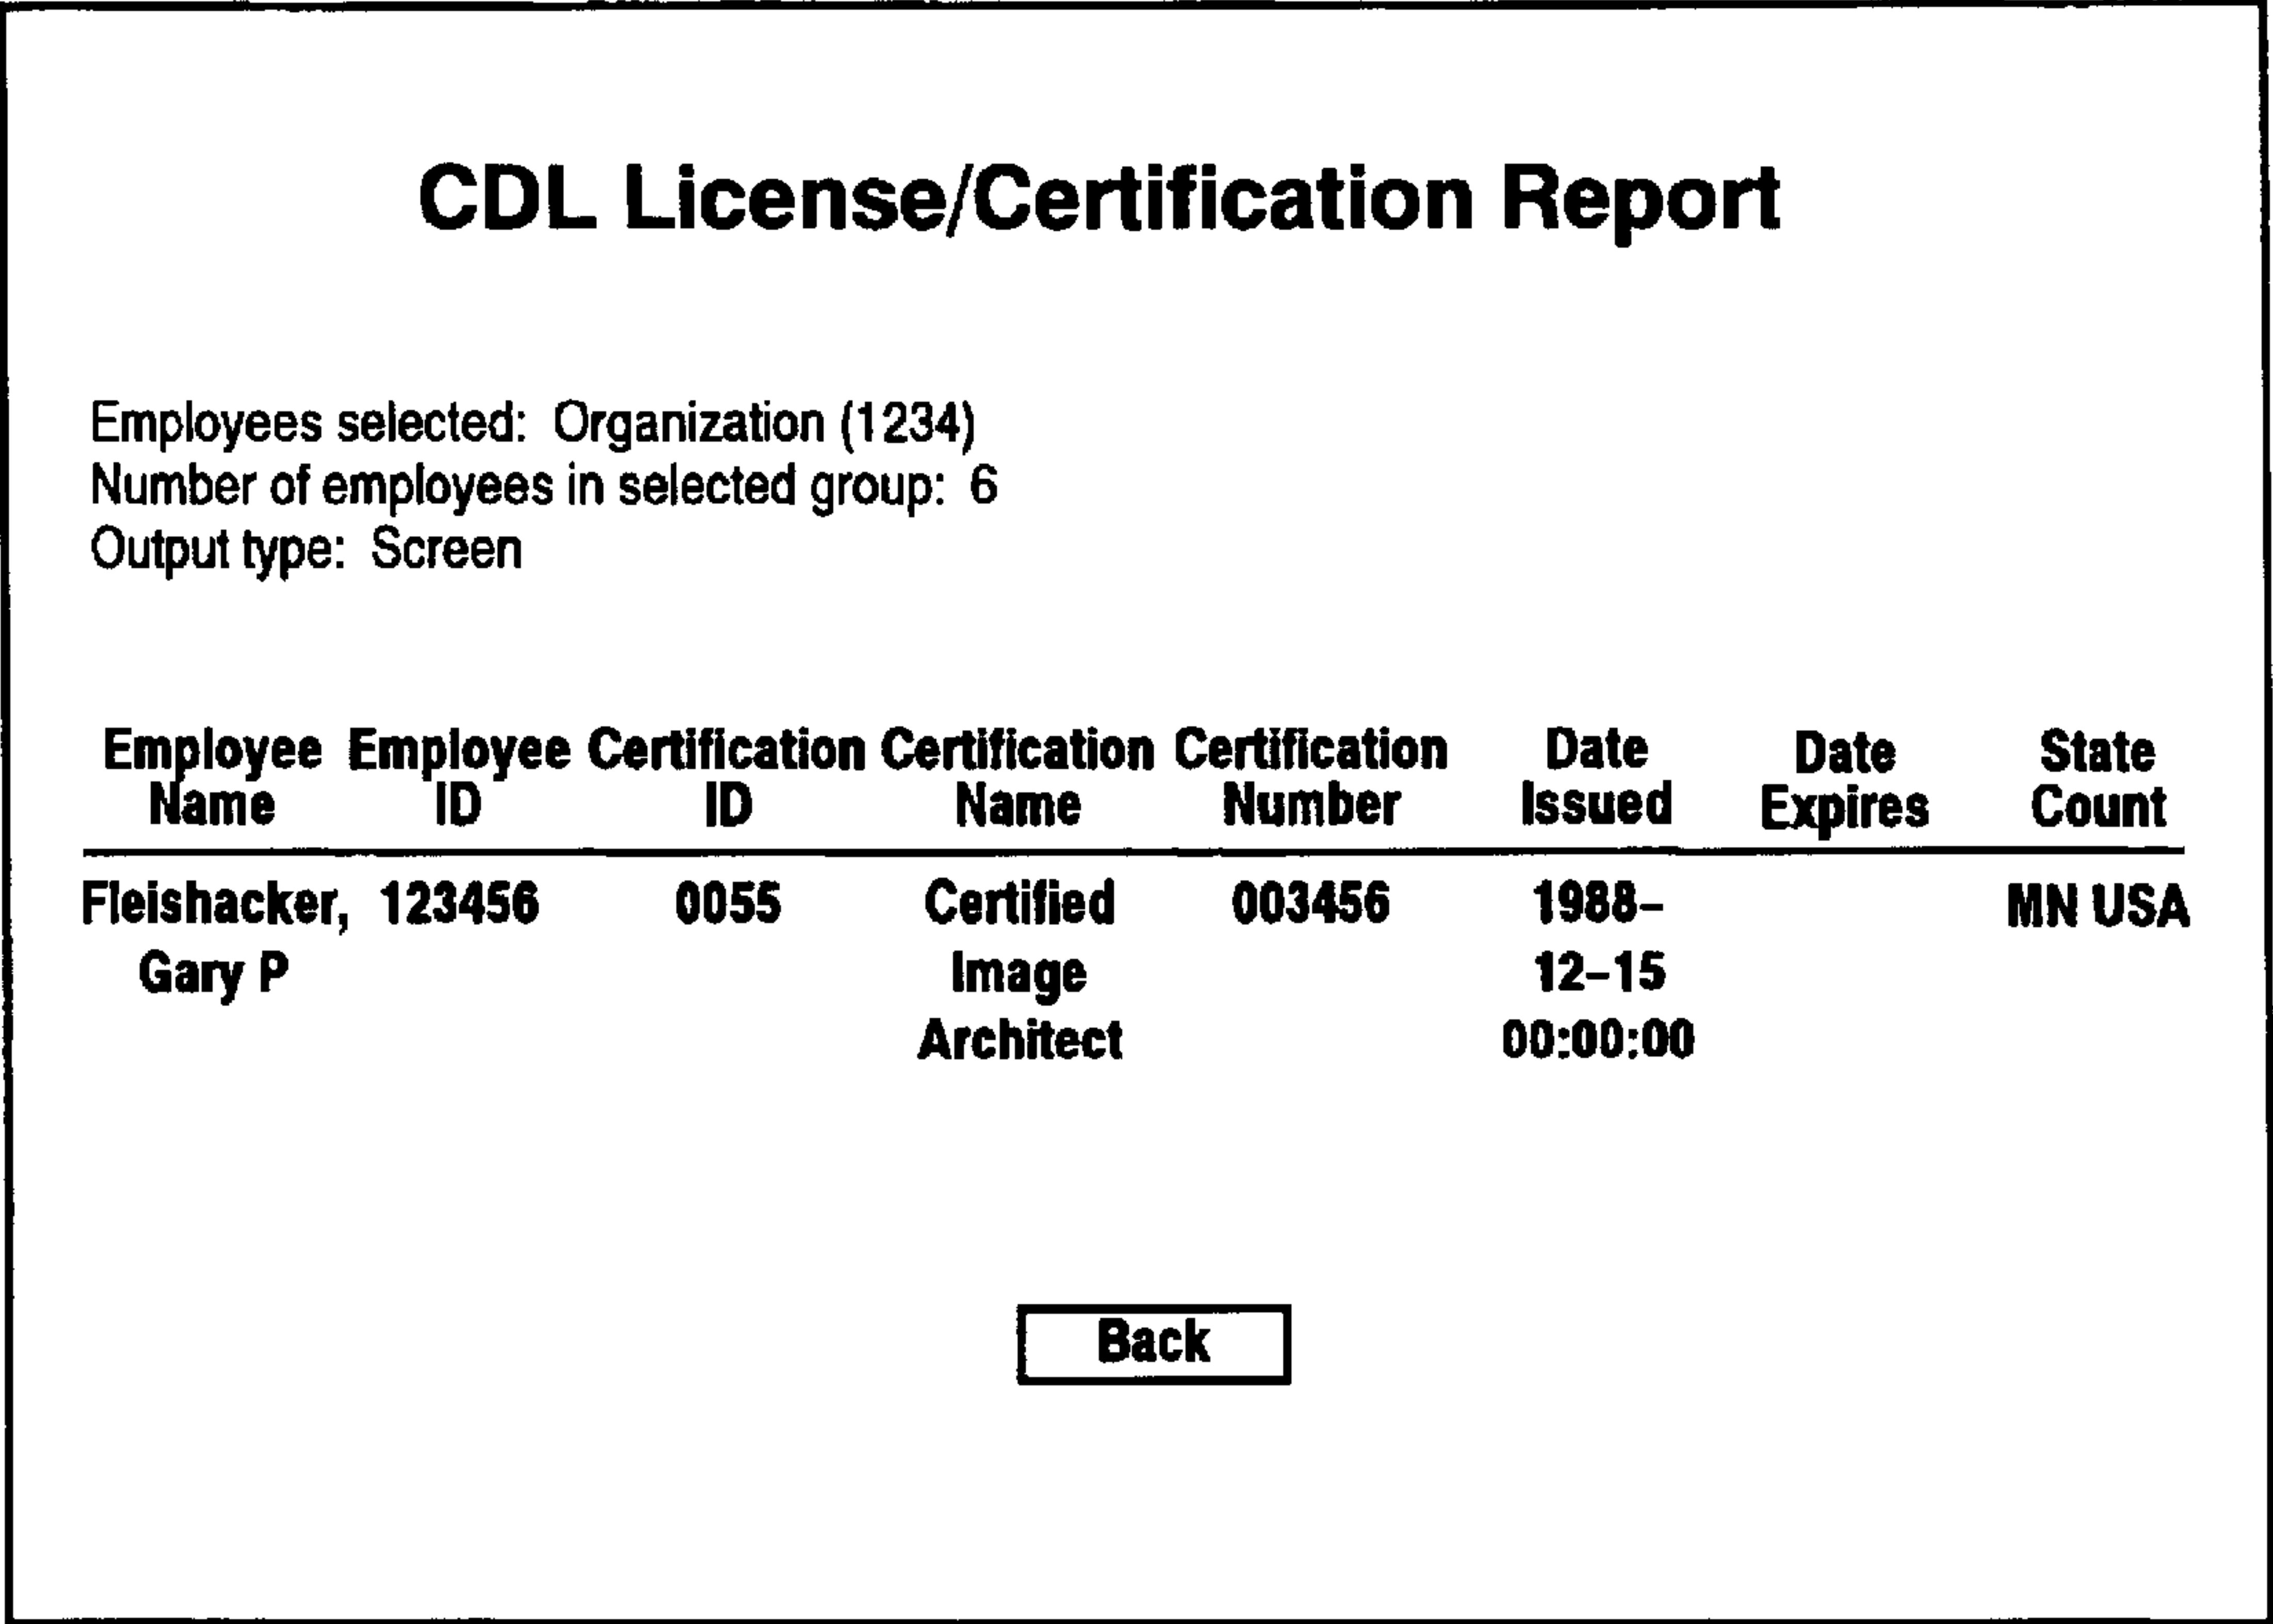 CDL License/Certification Report
Employees selected: Organization (1234)
Number of employees in selected group: 6
Output type: Screen
Employee Employee Certification Certification Certification Date Date State
Name ID ID Name Number Issued Expires Count
Fleishacker, 123456 0055 Certified 003456 1988– MN USA
Gary P Image 12–15
Architect 00:00:00
Back